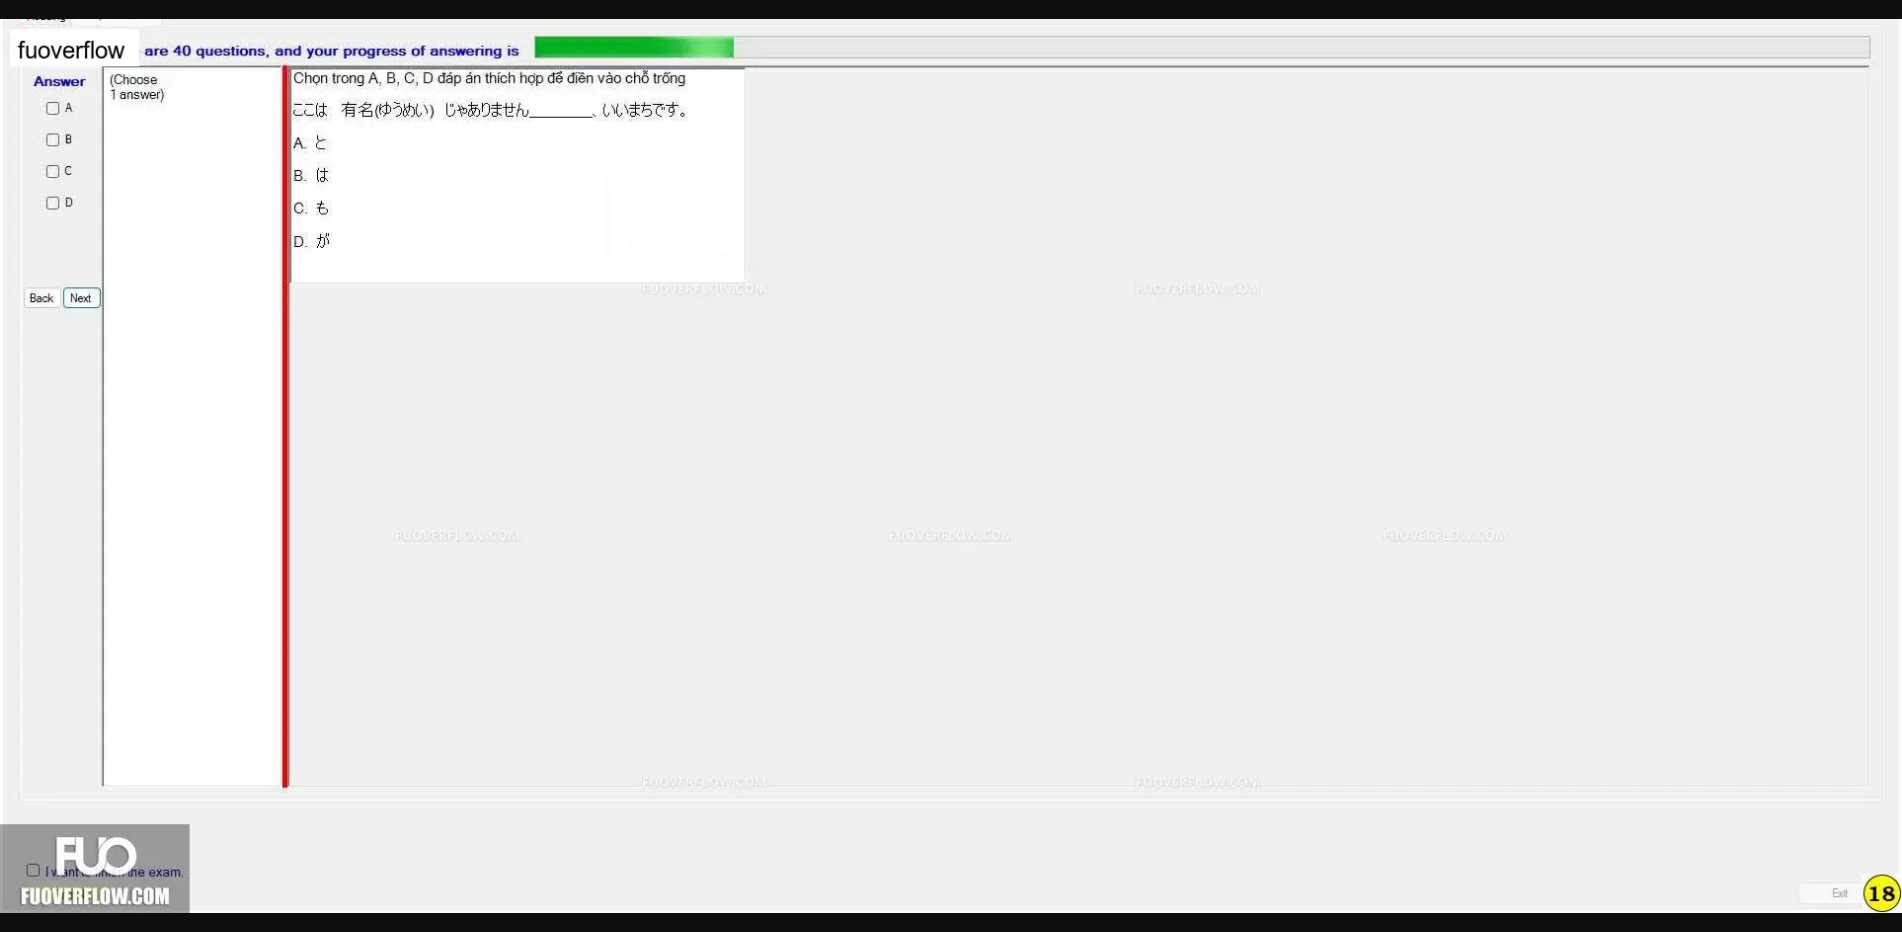 fuoverflow are 40 questions, and your progress of answering is
Answer
(Choose
1 answer)
A
B
C
D
Back Next
Chọn trong A, B, C, D đáp án thích hợp để điền vào chỗ trống
ここは 有名(ゆうめい) じゃありません________、いいまちです。
A. と
B. は
C. も
D. が
FUOVERFLOW.COM
FUOVERFLOW.COM
FUOVERFLOW.COM
FUOVERFLOW.COM
FUOVERFLOW.COM
FUOVERFLOW.COM
FUOVERFLOW.COM
FUO
I want to finish the exam.
FUOVERFLOW.COM
Exit
18